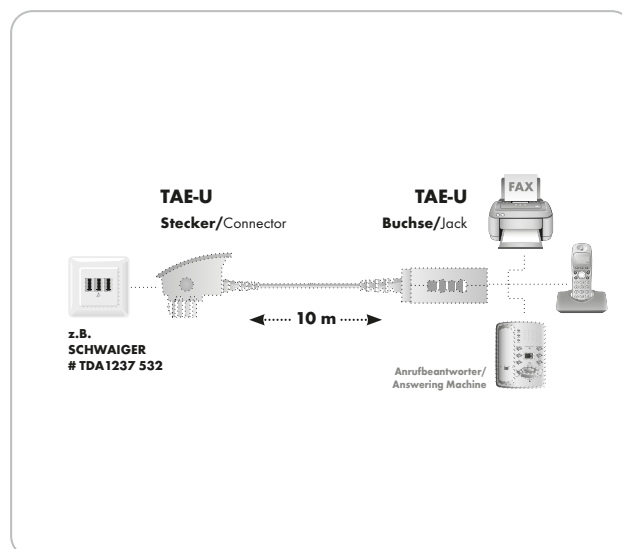 TAE-U
Stecker/Connector
TAE-U
Buchse/Jack
FAX
10 m
z.B.
SCHWAIGER
# TDA1237 532
Anrufbeantworter/
Answering Machine